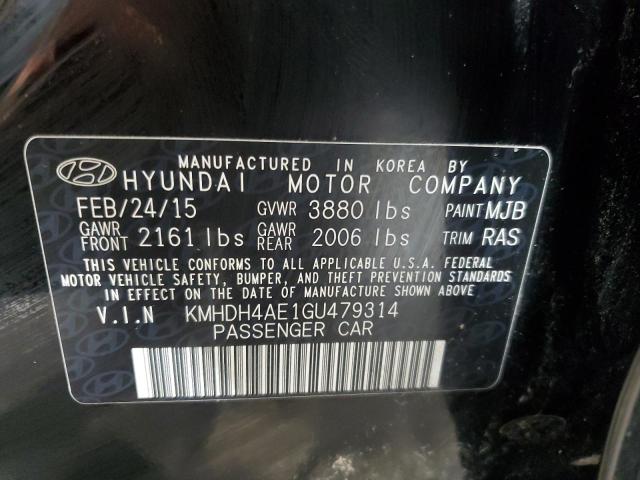 MANUFACTURED IN KOREA BY
HYUNDAI MOTOR COMPANY
FEB/24/15 GVWR 3880 lbs PAINT MJB
GAWR FRONT 2161 lbs GAWR REAR 2006 lbs TRIM RAS
THIS VEHICLE CONFORMS TO ALL APPLICABLE U.S.A. FEDERAL
MOTOR VEHICLE SAFETY, BUMPER, AND THEFT PREVENTION STANDARDS
IN EFFECT ON THE DATE OF MANUFACTURE SHOWN ABOVE
V.I.N KMHDH4AE1GU479314
PASSENGER CAR